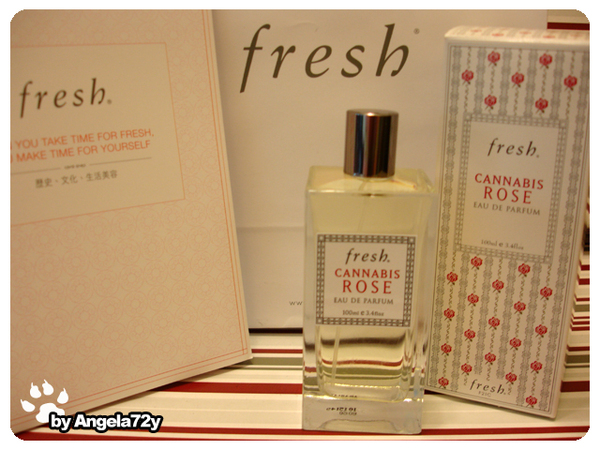 fresh®
YOU TAKE TIME FOR FRESH,
MAKE TIME FOR YOURSELF
歷史、文化、生活美容
fresh®
www.
fresh.
CANNABIS
ROSE
EAU DE PARFUM
100ml e 3.4fl oz
fresh.
CANNABIS
ROSE
EAU DE PARFUM
100ml e 3.4fl oz
fresh.
by Angela72y